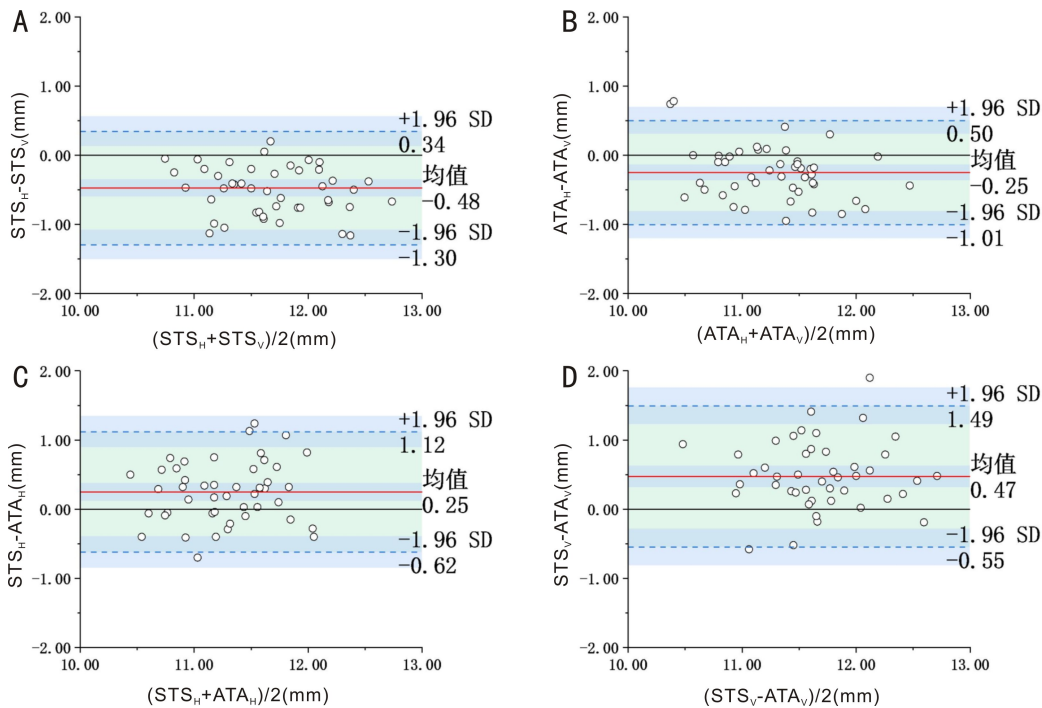 A
2.00
1.00
0.00
-1.00
-2.00
10.00
11.00
12.00
13.00
STS_H-STS_V(mm)
(STS_H+STS_V)/2(mm)
+1.96 SD
0.34
均值
-0.48
-1.96 SD
-1.30
B
2.00
1.00
0.00
-1.00
-2.00
10.00
11.00
12.00
13.00
ATA_H-ATA_V(mm)
(ATA_H+ATA_V)/2(mm)
+1.96 SD
0.50
均值
-0.25
-1.96 SD
-1.01
C
2.00
1.00
0.00
-1.00
-2.00
10.00
11.00
12.00
13.00
STS_H-ATA_H(mm)
(STS_H+ATA_H)/2(mm)
+1.96 SD
1.12
均值
0.25
-1.96 SD
-0.62
D
2.00
1.00
0.00
-1.00
-2.00
10.00
11.00
12.00
13.00
STS_V-ATA_V(mm)
(STS_V-ATA_V)/2(mm)
+1.96 SD
1.49
均值
0.47
-1.96 SD
-0.55